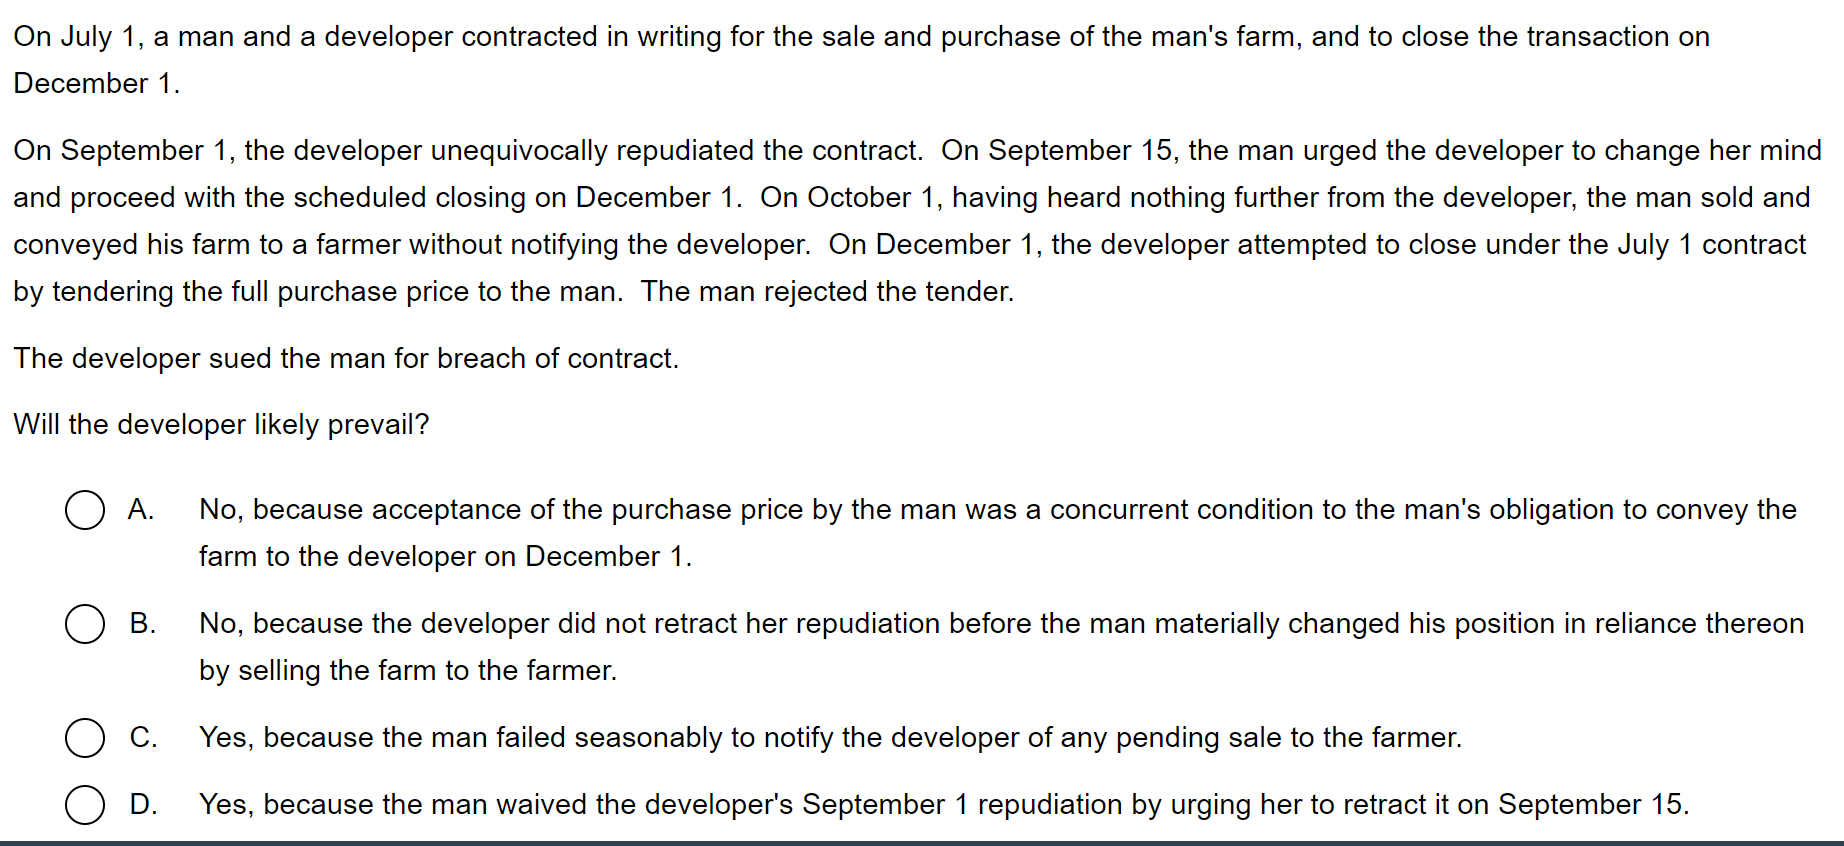 On July 1, a man and a developer contracted in writing for the sale and purchase of the man's farm, and to close the transaction on
December 1.
On September 1, the developer unequivocally repudiated the contract.  On September 15, the man urged the developer to change her mind
and proceed with the scheduled closing on December 1.  On October 1, having heard nothing further from the developer, the man sold and
conveyed his farm to a farmer without notifying the developer.  On December 1, the developer attempted to close under the July 1 contract
by tendering the full purchase price to the man.  The man rejected the tender.
The developer sued the man for breach of contract.
Will the developer likely prevail?
A. No, because acceptance of the purchase price by the man was a concurrent condition to the man's obligation to convey the
farm to the developer on December 1.
B. No, because the developer did not retract her repudiation before the man materially changed his position in reliance thereon
by selling the farm to the farmer.
C. Yes, because the man failed seasonably to notify the developer of any pending sale to the farmer.
D. Yes, because the man waived the developer's September 1 repudiation by urging her to retract it on September 15.